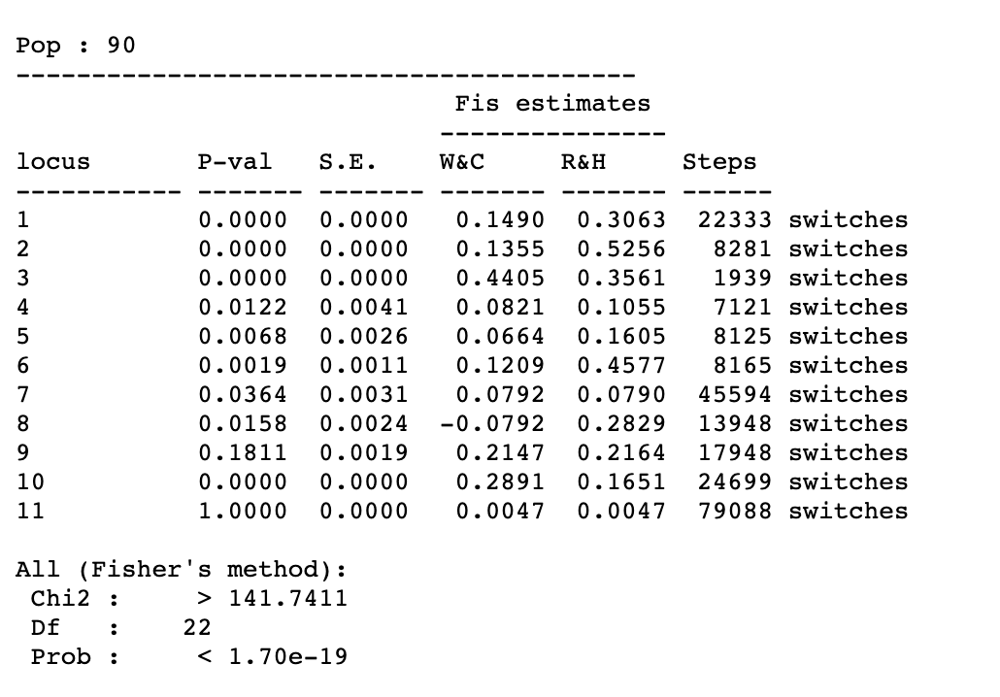 Pop : 90
-----------------------------------------
                             Fis estimates
                            ---------------
locus       P-val   S.E.    W&C     R&H     Steps
----------- ------- ------- ------- ------- ------
1           0.0000  0.0000   0.1490  0.3063  22333 switches
2           0.0000  0.0000   0.1355  0.5256   8281 switches
3           0.0000  0.0000   0.4405  0.3561   1939 switches
4           0.0122  0.0041   0.0821  0.1055   7121 switches
5           0.0068  0.0026   0.0664  0.1605   8125 switches
6           0.0019  0.0011   0.1209  0.4577   8165 switches
7           0.0364  0.0031   0.0792  0.0790  45594 switches
8           0.0158  0.0024  -0.0792  0.2829  13948 switches
9           0.1811  0.0019   0.2147  0.2164  17948 switches
10          0.0000  0.0000   0.2891  0.1651  24699 switches
11          1.0000  0.0000   0.0047  0.0047  79088 switches
All (Fisher's method):
 Chi2 :     > 141.7411
 Df   :    22
 Prob :     < 1.70e-19